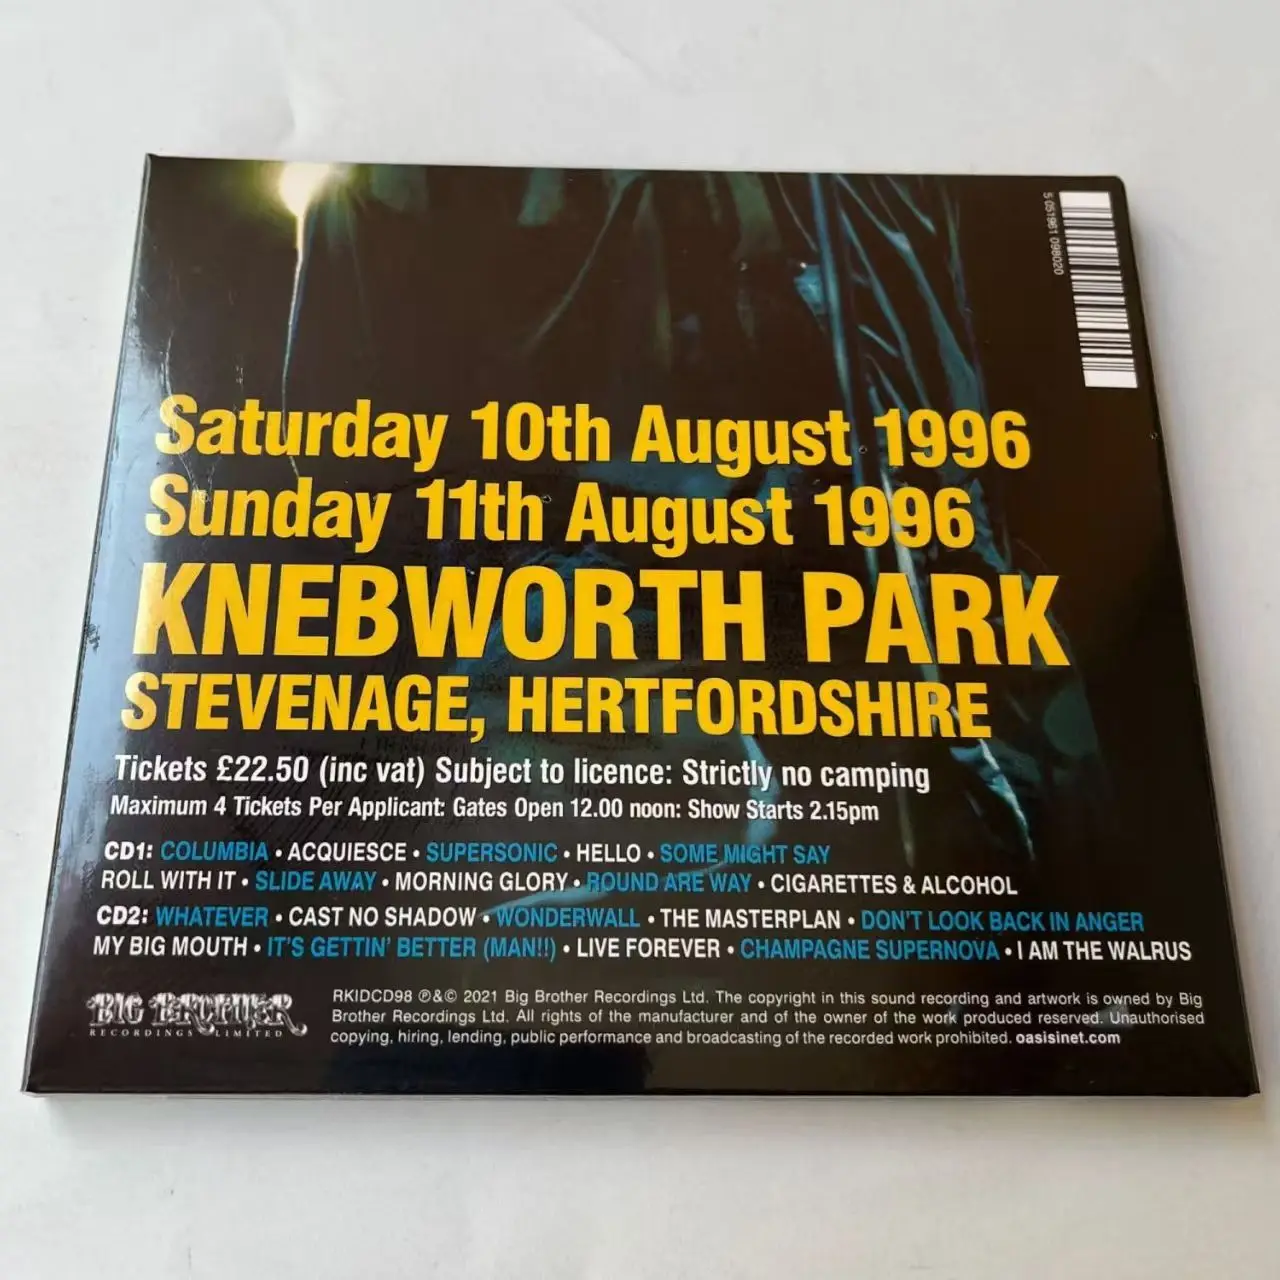 5 051961 098020
Saturday 10th August 1996
Sunday 11th August 1996
KNEBWORTH PARK
STEVENAGE, HERTFORDSHIRE
Tickets £22.50 (inc vat) Subject to licence: Strictly no camping
Maximum 4 Tickets Per Applicant: Gates Open 12.00 noon: Show Starts 2.15pm
CD1: COLUMBIA • ACQUIESCE • SUPERSONIC • HELLO • SOME MIGHT SAY
ROLL WITH IT • SLIDE AWAY • MORNING GLORY • ROUND ARE WAY • CIGARETTES & ALCOHOL
CD2: WHATEVER • CAST NO SHADOW • WONDERWALL • THE MASTERPLAN • DON'T LOOK BACK IN ANGER
MY BIG MOUTH • IT'S GETTIN' BETTER (MAN!!) • LIVE FOREVER • CHAMPAGNE SUPERNOVA • I AM THE WALRUS
BIG BROTHER
RECORDINGS LIMITED
RKIDCD98 ℗&© 2021 Big Brother Recordings Ltd. The copyright in this sound recording and artwork is owned by Big
Brother Recordings Ltd. All rights of the manufacturer and of the owner of the work produced reserved. Unauthorised
copying, hiring, lending, public performance and broadcasting of the recorded work prohibited. oasisinet.com